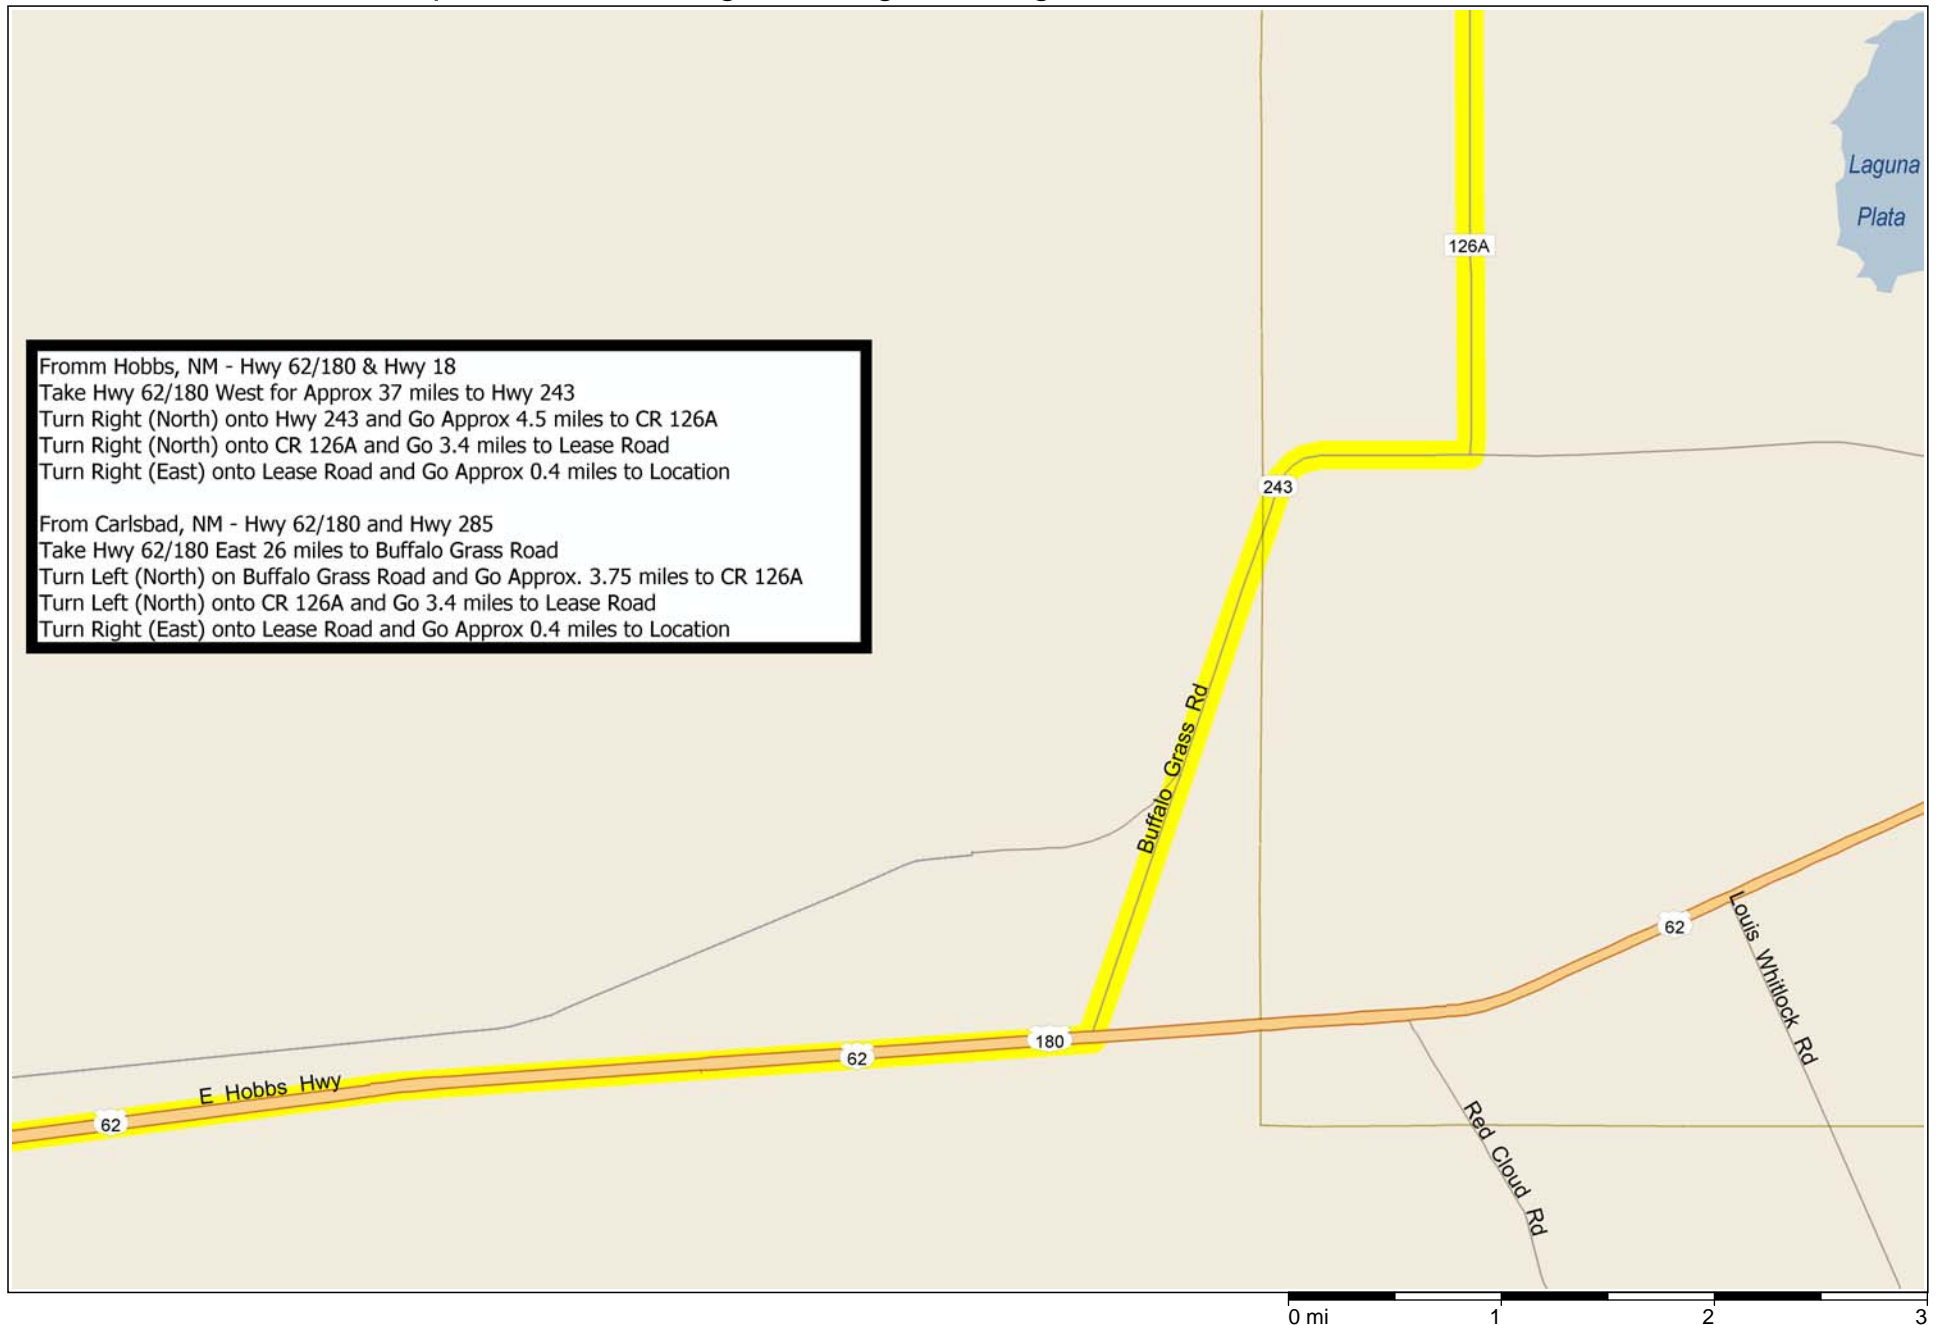 Laguna
Plata
126A
Fromm Hobbs, NM - Hwy 62/180 & Hwy 18
Take Hwy 62/180 West for Approx 37 miles to Hwy 243
Turn Right (North) onto Hwy 243 and Go Approx 4.5 miles to CR 126A
Turn Right (North) onto CR 126A and Go 3.4 miles to Lease Road
Turn Right (East) onto Lease Road and Go Approx 0.4 miles to Location
From Carlsbad, NM - Hwy 62/180 and Hwy 285
Take Hwy 62/180 East 26 miles to Buffalo Grass Road
Turn Left (North) on Buffalo Grass Road and Go Approx. 3.75 miles to CR 126A
Turn Left (North) onto CR 126A and Go 3.4 miles to Lease Road
Turn Right (East) onto Lease Road and Go Approx 0.4 miles to Location
243
Buffalo Grass Rd
62
Louis Whitlock Rd
180
62
E Hobbs Hwy
62
Red Cloud Rd
0 mi 1 2 3